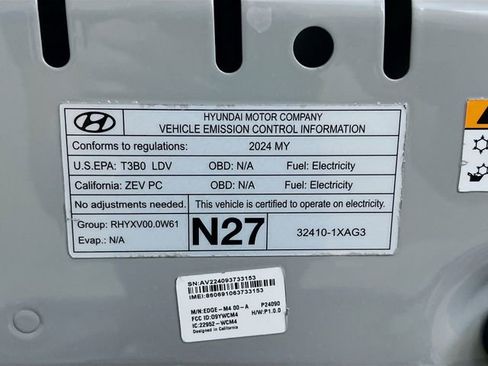 HYUNDAI MOTOR COMPANY
VEHICLE EMISSION CONTROL INFORMATION
Conforms to regulations: 2024 MY
U.S.EPA: T3B0 LDV OBD: N/A Fuel: Electricity
California: ZEV PC OBD: N/A Fuel: Electricity
No adjustments needed. This vehicle is certified to operate on electricity.
Group: RHYXV00.0W61
Evap.: N/A
N27
32410-1XAG3
SN:AV224093733153
IMEI:860691063733153
M/N:EDGE-M4 00-A P24090
FCC ID:O9YWCM4 H/W:P1.0.0
IC:22952-WCM4
Designed in California